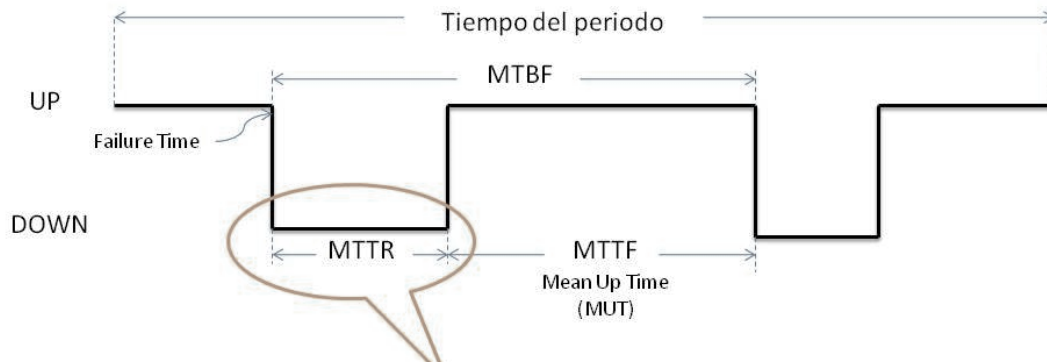 Tiempo del periodo
MTBF
UP
Failure Time
DOWN
MTTR
MTTF
Mean Up Time
(MUT)